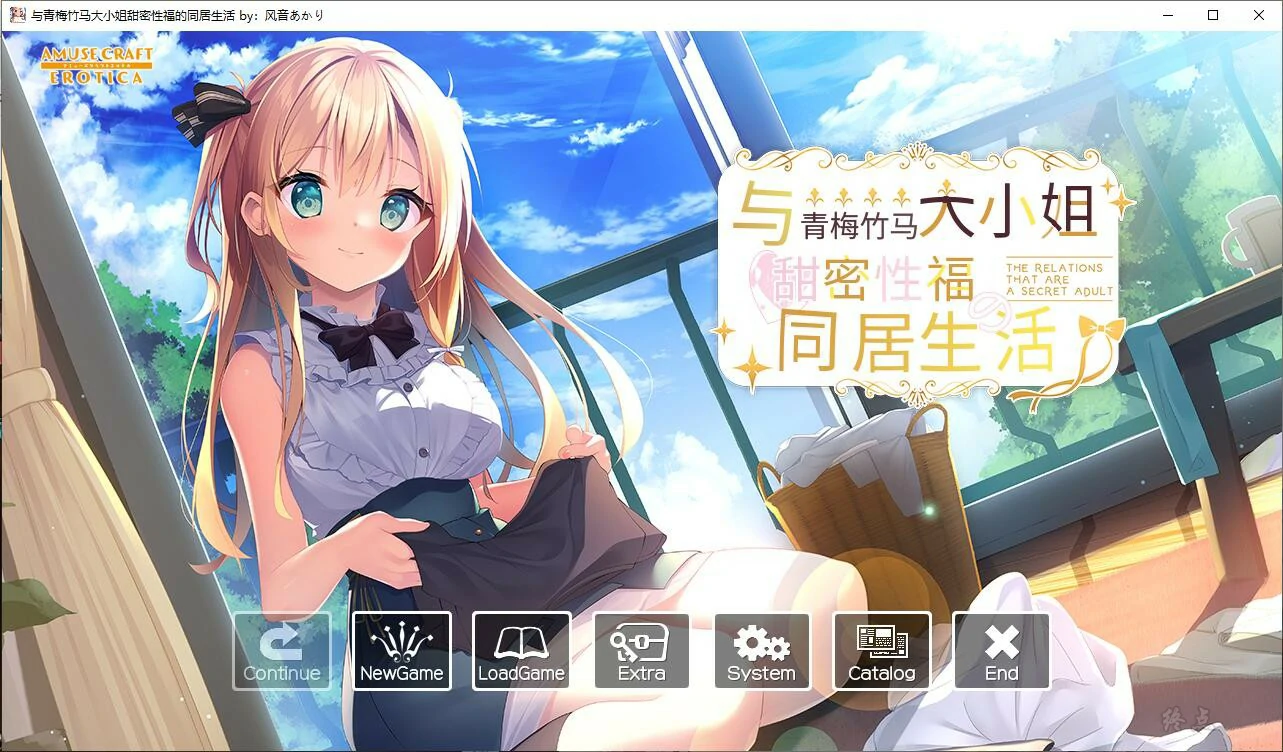 与青梅竹马大小姐甜密性福的同居生活 by: 风音あかり
AMUSECRAFT
EROTICA
与青梅竹马大小姐
甜密性福の
THE RELATIONS
THAT ARE
A SECRET ADULT
同居生活
Continue
NewGame
LoadGame
Extra
System
Catalog
End
终点